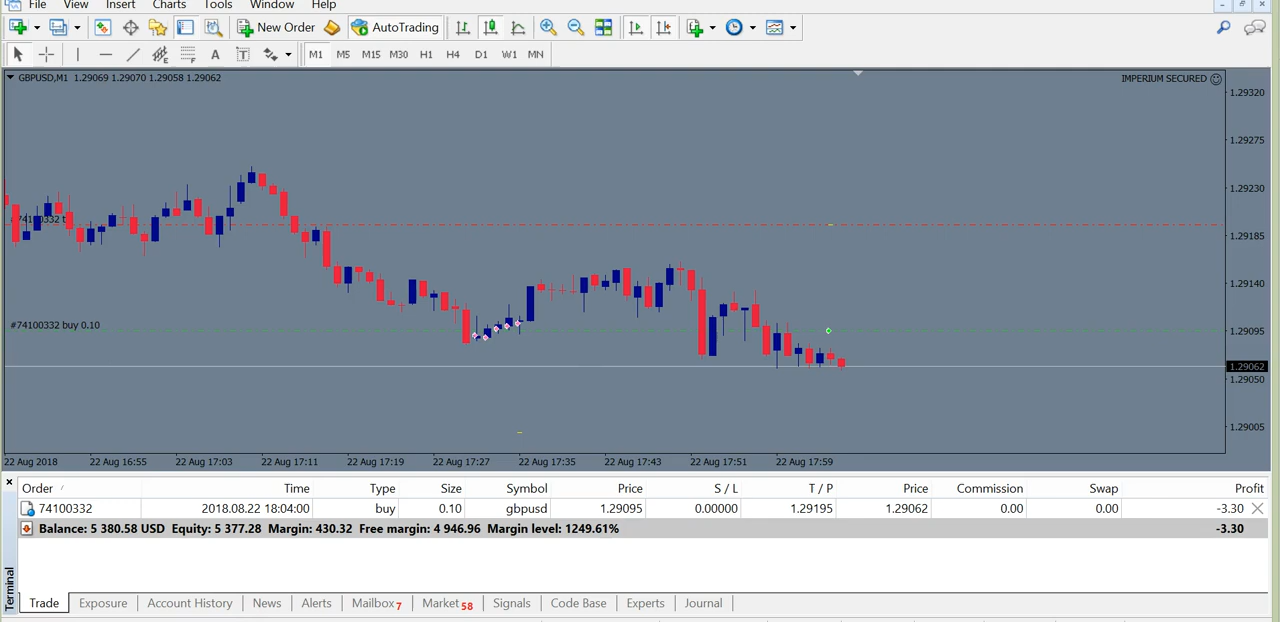 File View Insert Charts Tools Window Help
New Order AutoTrading
A T M1 M5 M15 M30 H1 H4 D1 W1 MN
GBPUSD,M1 1.29069 1.29070 1.29058 1.29062
IMPERIUM SECURED
1.29320
1.29275
1.29230
1.29185
1.29140
1.29095
1.29062
1.29050
1.29005
#74100332 buy 0.10
22 Aug 2018 22 Aug 16:55 22 Aug 17:03 22 Aug 17:11 22 Aug 17:19 22 Aug 17:27 22 Aug 17:35 22 Aug 17:43 22 Aug 17:51 22 Aug 17:59
Order / Time Type Size Symbol Price S / L T / P Price Commission Swap Profit
74100332 2018.08.22 18:04:00 buy 0.10 gbpusd 1.29095 0.00000 1.29195 1.29062 0.00 0.00 -3.30
Balance: 5 380.58 USD Equity: 5 377.28 Margin: 430.32 Free margin: 4 946.96 Margin level: 1249.61% -3.30
Terminal
Trade Exposure Account History News Alerts Mailbox 7 Market 58 Signals Code Base Experts Journal